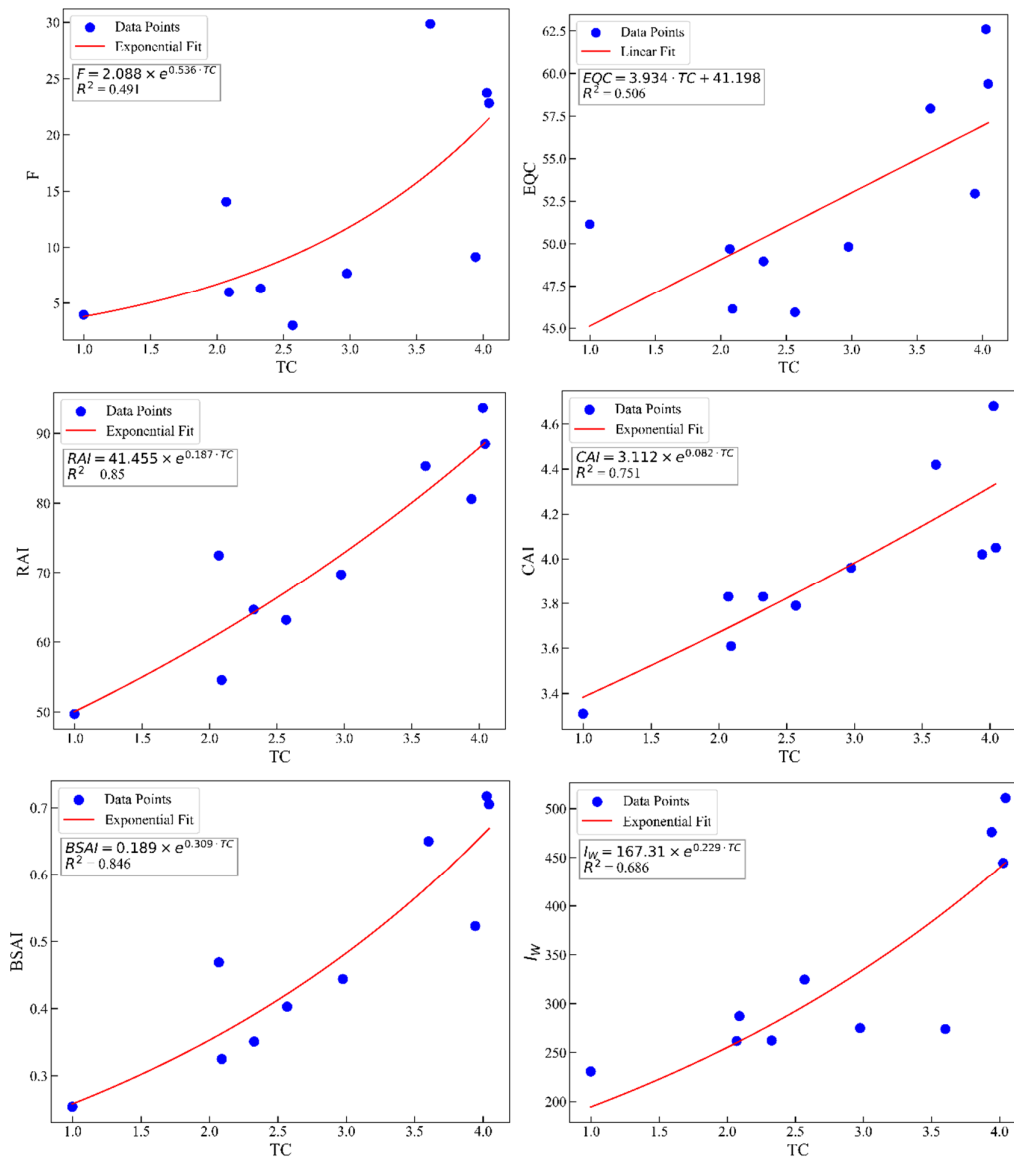 Data Points
Exponential Fit
F = 2.088 × e^{0.536·TC}
R² = 0.491
30
25
20
15
10
5
F
1.0 1.5 2.0 2.5 3.0 3.5 4.0
TC
Data Points
Linear Fit
EQC = 3.934 · TC + 41.198
R² = 0.506
62.5
60.0
57.5
55.0
52.5
50.0
47.5
45.0
EQC
1.0 1.5 2.0 2.5 3.0 3.5 4.0
TC
Data Points
Exponential Fit
RAI = 41.455 × e^{0.187·TC}
R² 0.85
90
80
70
60
50
RAI
1.0 1.5 2.0 2.5 3.0 3.5 4.0
TC
Data Points
Exponential Fit
CAI = 3.112 × e^{0.082·TC}
R² = 0.751
4.6
4.4
4.2
4.0
3.8
3.6
3.4
CAI
1.0 1.5 2.0 2.5 3.0 3.5 4.0
TC
Data Points
Exponential Fit
BSAI = 0.189 × e^{0.309·TC}
R² = 0.846
0.7
0.6
0.5
0.4
0.3
BSAI
1.0 1.5 2.0 2.5 3.0 3.5 4.0
TC
Data Points
Exponential Fit
I_W = 167.31 × e^{0.229·TC}
R² = 0.686
500
450
400
350
300
250
200
I_W
1.0 1.5 2.0 2.5 3.0 3.5 4.0
TC